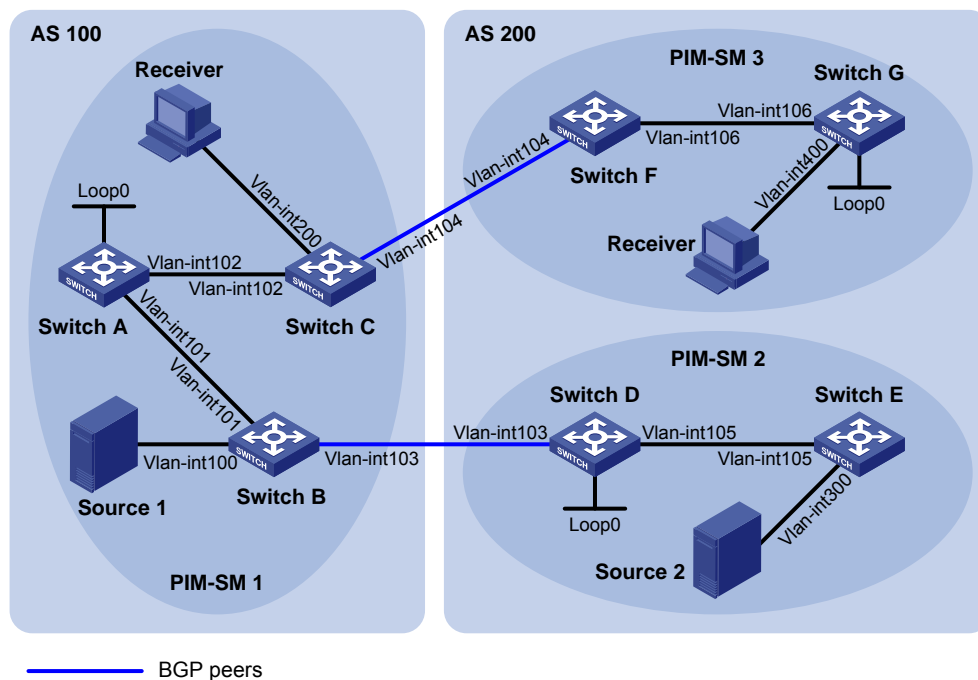 AS 100
AS 200
Receiver
PIM-SM 3
Switch G
Vlan-int106
Vlan-int106
Vlan-int104
SWITCH
SWITCH
Switch F
Vlan-int400
Loop0
Vlan-int200
Vlan-int104
Receiver
Loop0
Vlan-int102
Vlan-int102
SWITCH
SWITCH
Switch A
Switch C
Vlan-int101
Vlan-int101
PIM-SM 2
Switch D
Switch E
Vlan-int100
Vlan-int103
Vlan-int103
Vlan-int105
Vlan-int105
SWITCH
SWITCH
SWITCH
Source 1
Switch B
Loop0
Vlan-int300
Source 2
PIM-SM 1
BGP peers